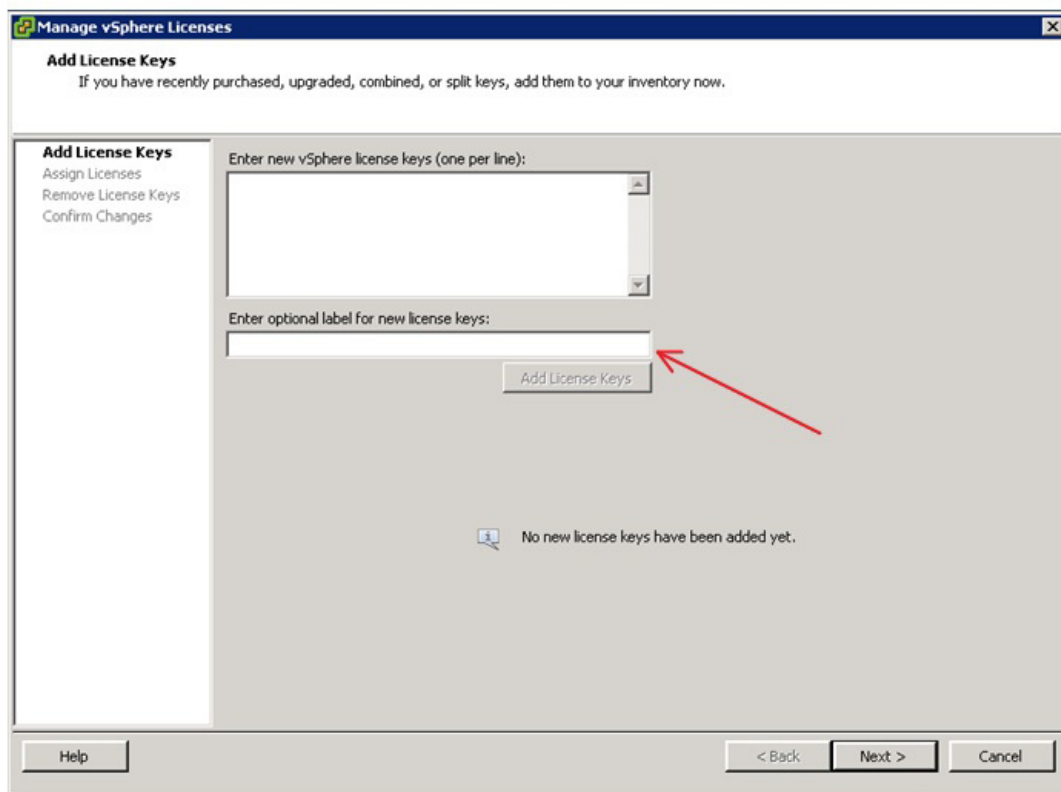 Manage vSphere Licenses
Add License Keys
If you have recently purchased, upgraded, combined, or split keys, add them to your inventory now.
Add License Keys
Assign Licenses
Remove License Keys
Confirm Changes
Enter new vSphere license keys (one per line):
Enter optional label for new license keys:
Add License Keys
No new license keys have been added yet.
Help
< Back
Next >
Cancel